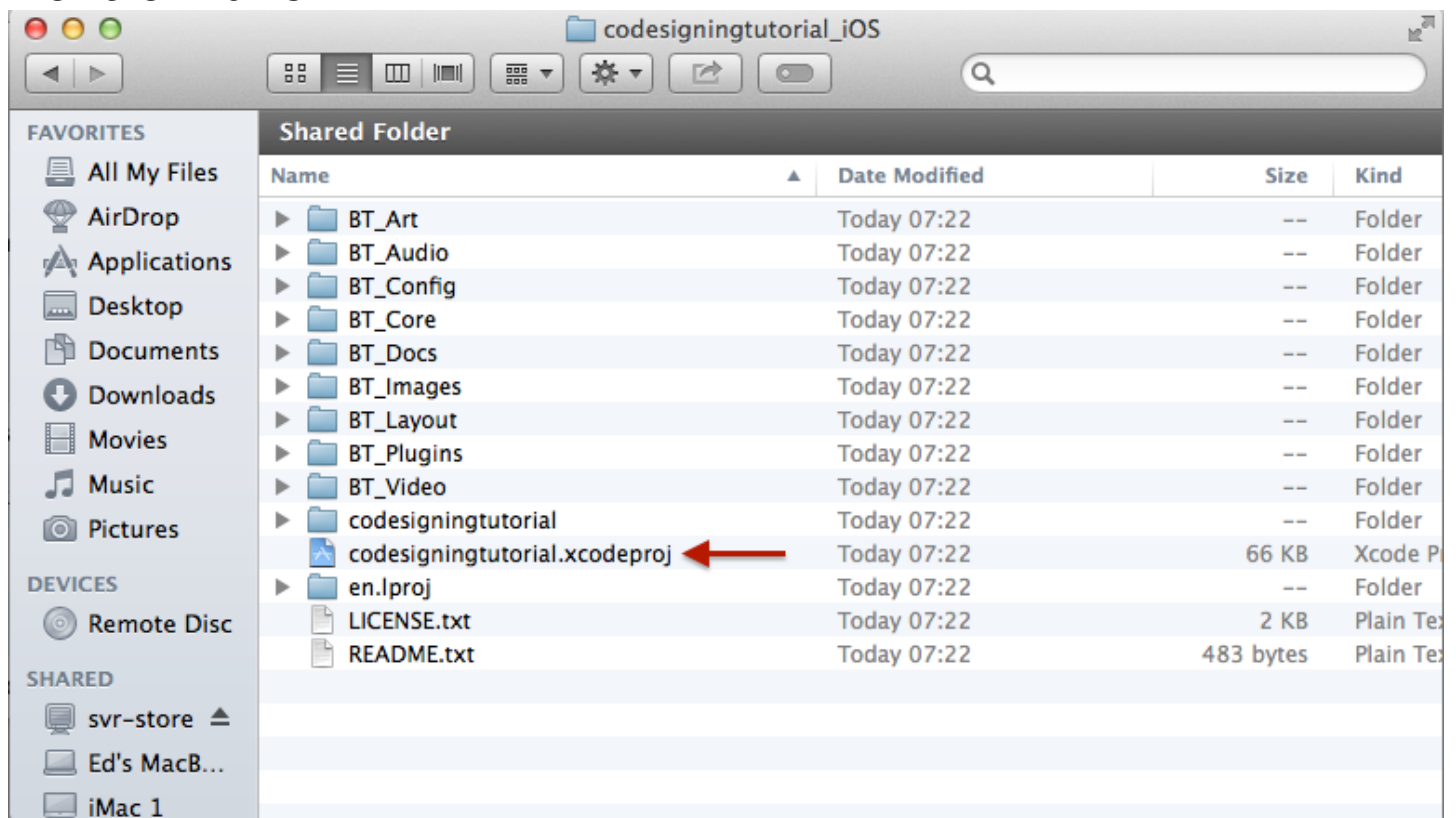 codesigningtutorial_iOS
FAVORITES
All My Files
AirDrop
Applications
Desktop
Documents
Downloads
Movies
Music
Pictures
DEVICES
Remote Disc
SHARED
svr-store
Ed's MacB...
iMac 1
Shared Folder
Name Date Modified Size Kind
BT_Art Today 07:22 -- Folder
BT_Audio Today 07:22 -- Folder
BT_Config Today 07:22 -- Folder
BT_Core Today 07:22 -- Folder
BT_Docs Today 07:22 -- Folder
BT_Images Today 07:22 -- Folder
BT_Layout Today 07:22 -- Folder
BT_Plugins Today 07:22 -- Folder
BT_Video Today 07:22 -- Folder
codesigningtutorial Today 07:22 -- Folder
codesigningtutorial.xcodeproj Today 07:22 66 KB Xcode P
en.lproj Today 07:22 -- Folder
LICENSE.txt Today 07:22 2 KB Plain Te
README.txt Today 07:22 483 bytes Plain Te